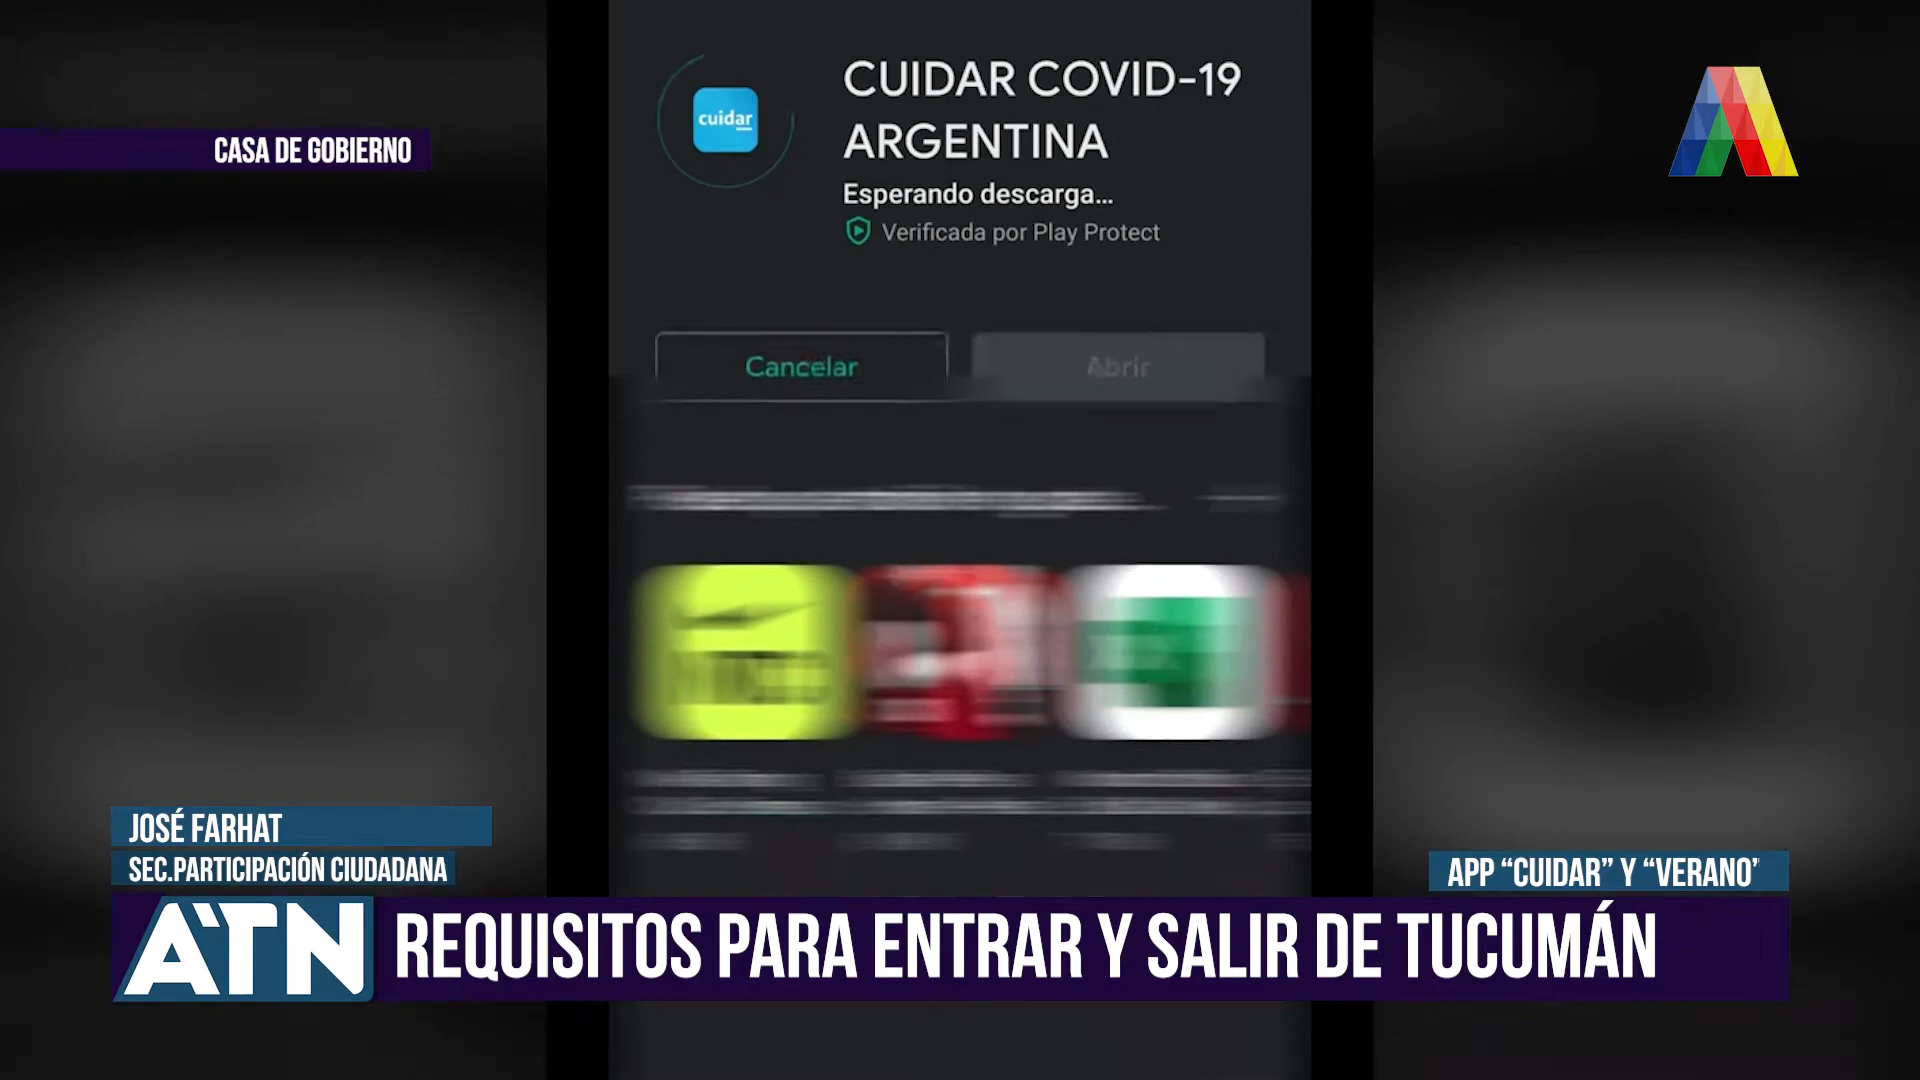 CUIDAR COVID-19
ARGENTINA
cuidar
Esperando descarga...
Verificada por Play Protect
CASA DE GOBIERNO
Cancelar
Abrir
JOSÉ FARHAT
SEC.PARTICIPACIÓN CIUDADANA
APP “CUIDAR” Y “VERANO”
ATN
REQUISITOS PARA ENTRAR Y SALIR DE TUCUMÁN